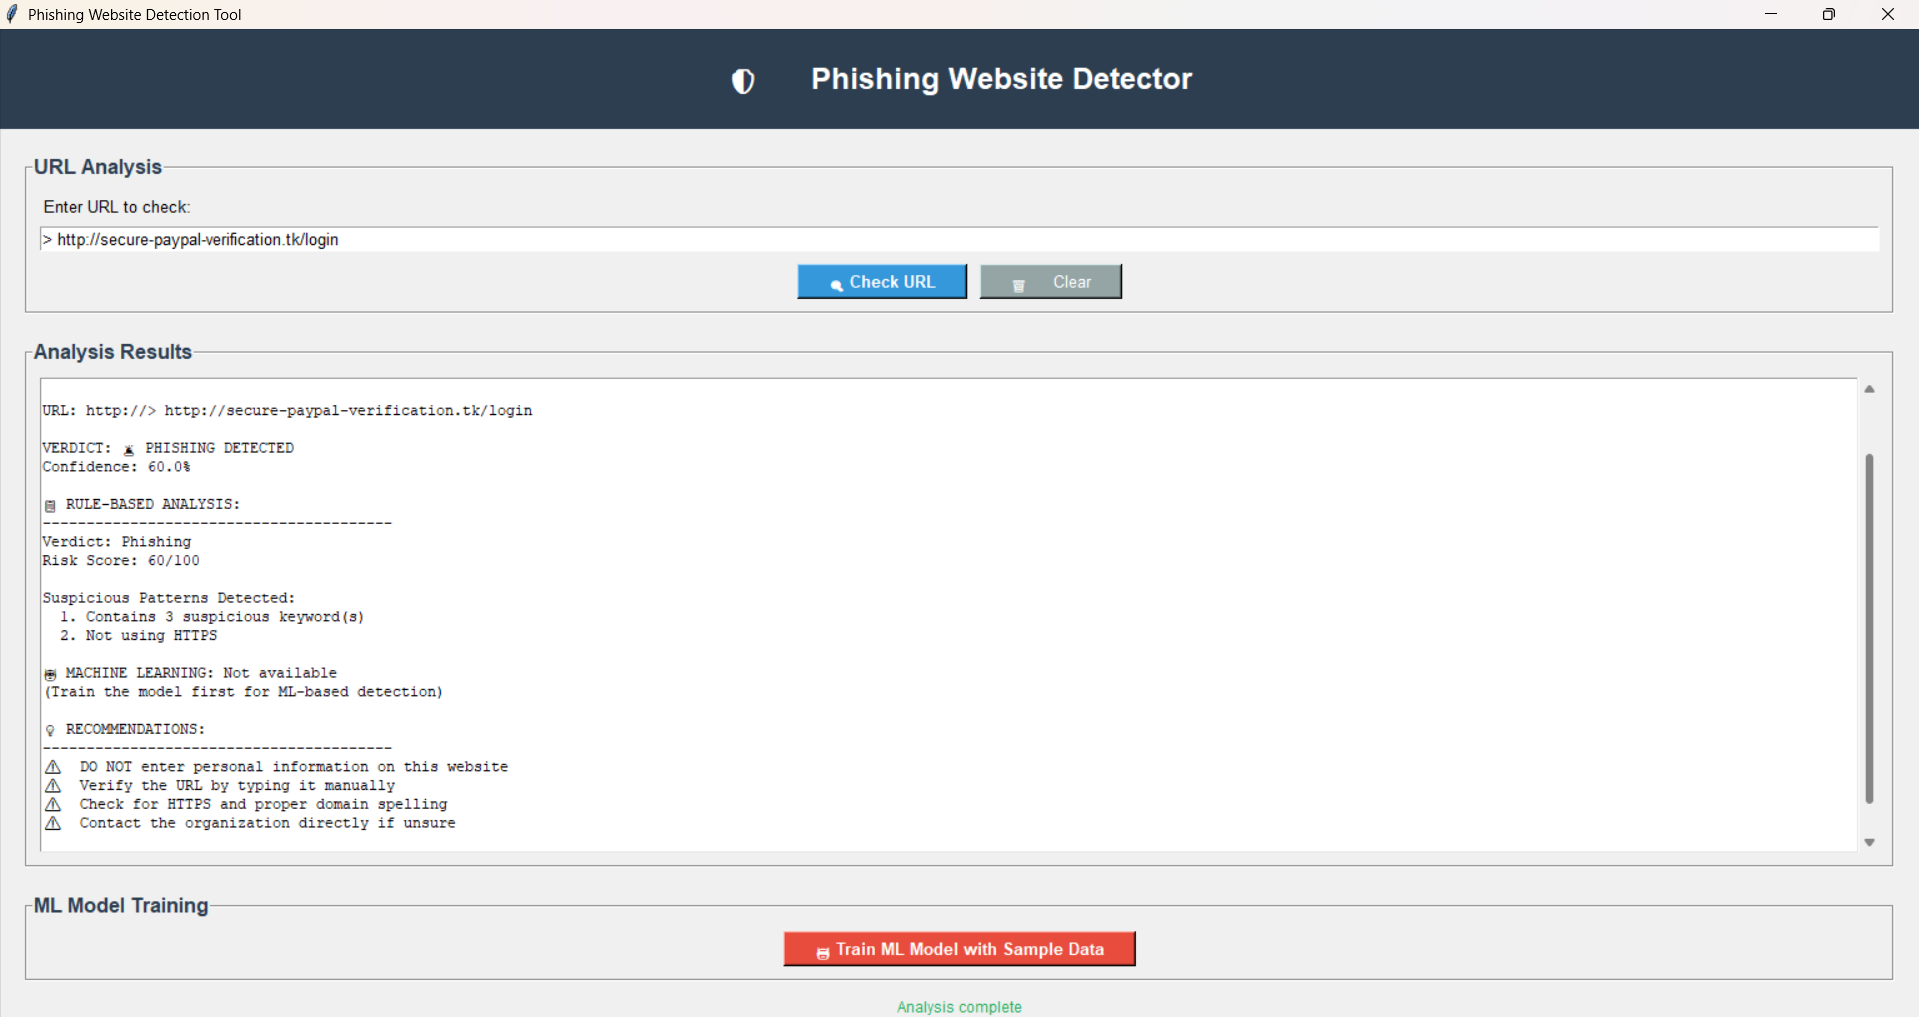 Phishing Website Detection Tool
Phishing Website Detector
URL Analysis
Enter URL to check:
> http://secure-paypal-verification.tk/login
Check URL
Clear
Analysis Results
URL: http://> http://secure-paypal-verification.tk/login
VERDICT: PHISHING DETECTED
Confidence: 60.0%
RULE-BASED ANALYSIS:
----------------------------------------
Verdict: Phishing
Risk Score: 60/100
Suspicious Patterns Detected:
1. Contains 3 suspicious keyword(s)
2. Not using HTTPS
MACHINE LEARNING: Not available
(Train the model first for ML-based detection)
RECOMMENDATIONS:
----------------------------------------
⚠ DO NOT enter personal information on this website
⚠ Verify the URL by typing it manually
⚠ Check for HTTPS and proper domain spelling
⚠ Contact the organization directly if unsure
ML Model Training
Train ML Model with Sample Data
Analysis complete